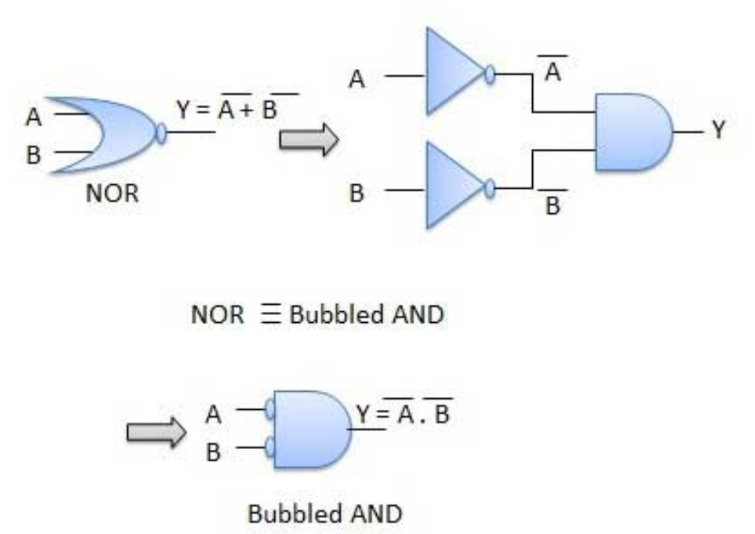 A
B
Y = A̅ + B̅
NOR
A
A̅
B
B̅
Y
NOR ≡ Bubbled AND
A
B
Y = A̅ . B̅
Bubbled AND